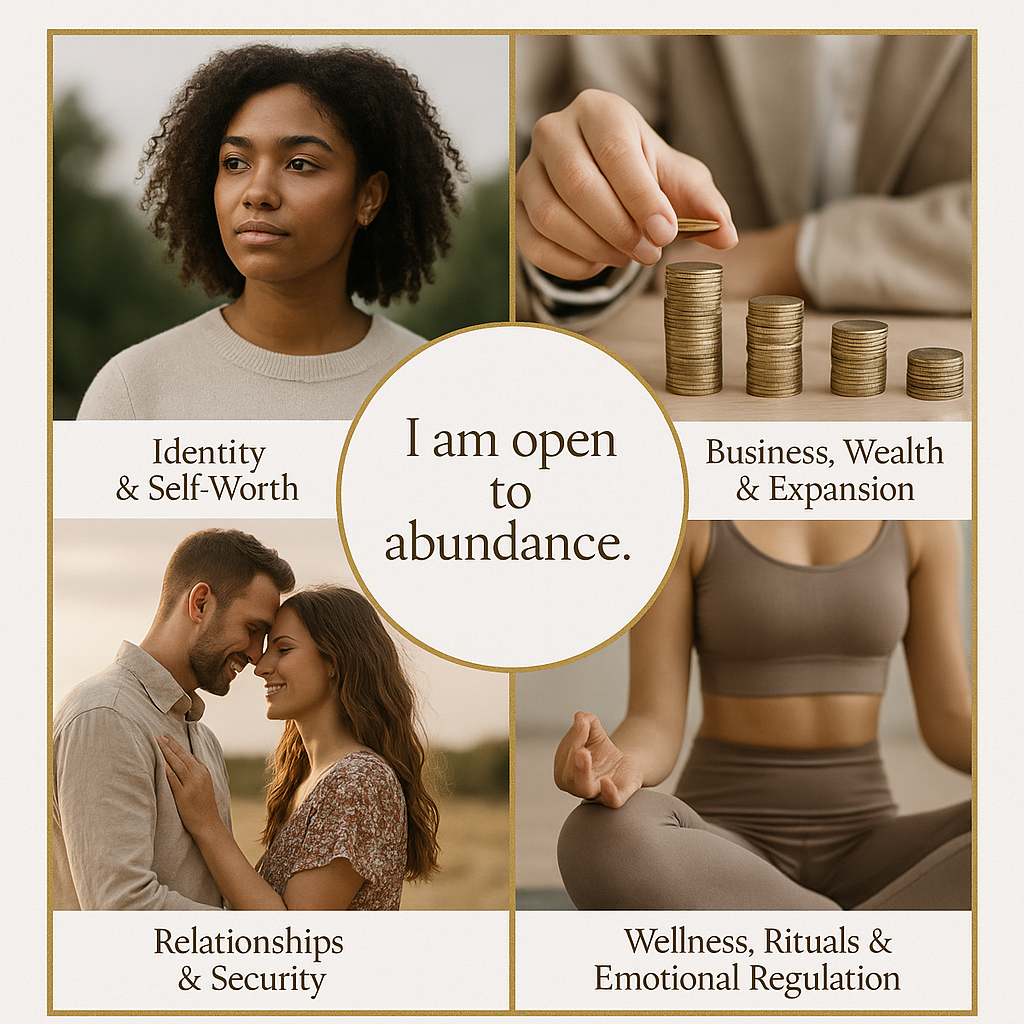 Identity
& Self-Worth
I am open
to
abundance.
Business, Wealth
& Expansion
Relationships
& Security
Wellness, Rituals &
Emotional Regulation